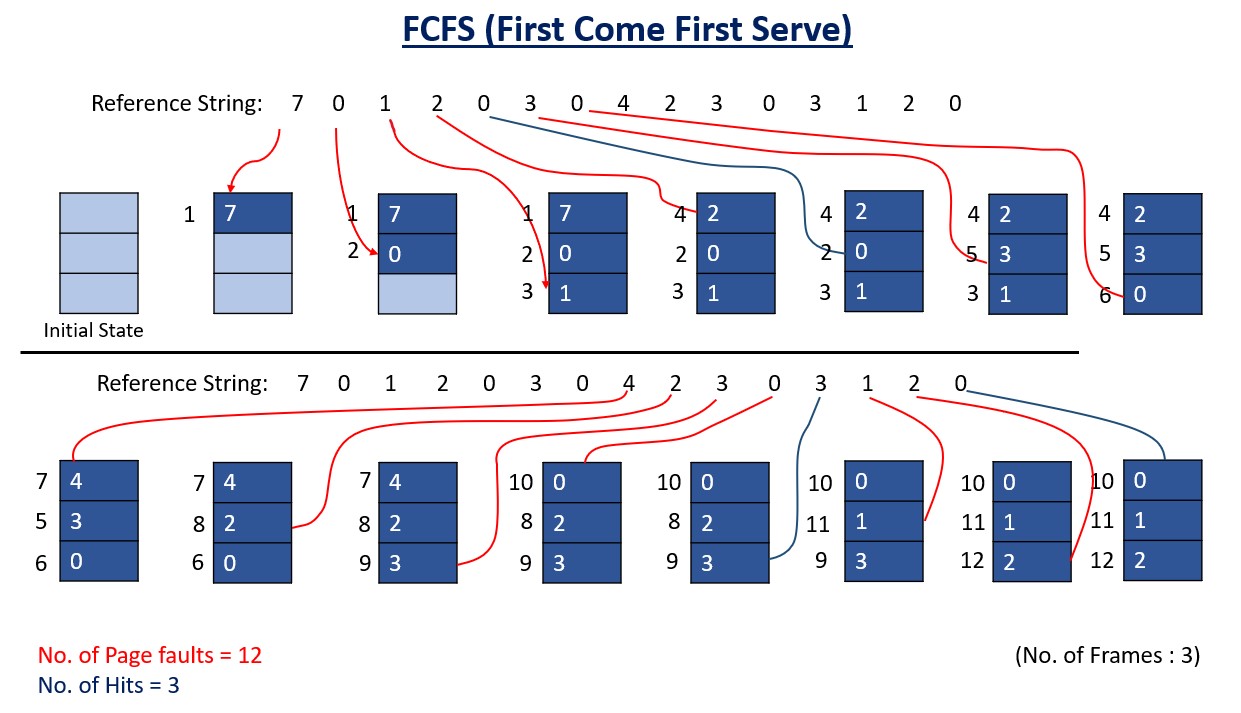 FCFS (First Come First Serve)
Reference String: 7 0 1 2 0 3 0 4 2 3 0 3 1 2 0
1 7 1 7 1 7 4 2 4 2 4 2 4 2
2 0 2 0 2 0 2 0 5 3 5 3
3 1 3 1 3 1 3 1 6 0
Initial State
Reference String: 7 0 1 2 0 3 0 4 2 3 0 3 1 2 0
7 4 7 4 7 4 10 0 10 0 10 0 10 0 10 0
5 3 8 2 8 2 8 2 8 2 11 1 11 1 11 1
6 0 6 0 9 3 9 3 9 3 9 3 12 2 12 2
No. of Page faults = 12 (No. of Frames : 3)
No. of Hits = 3